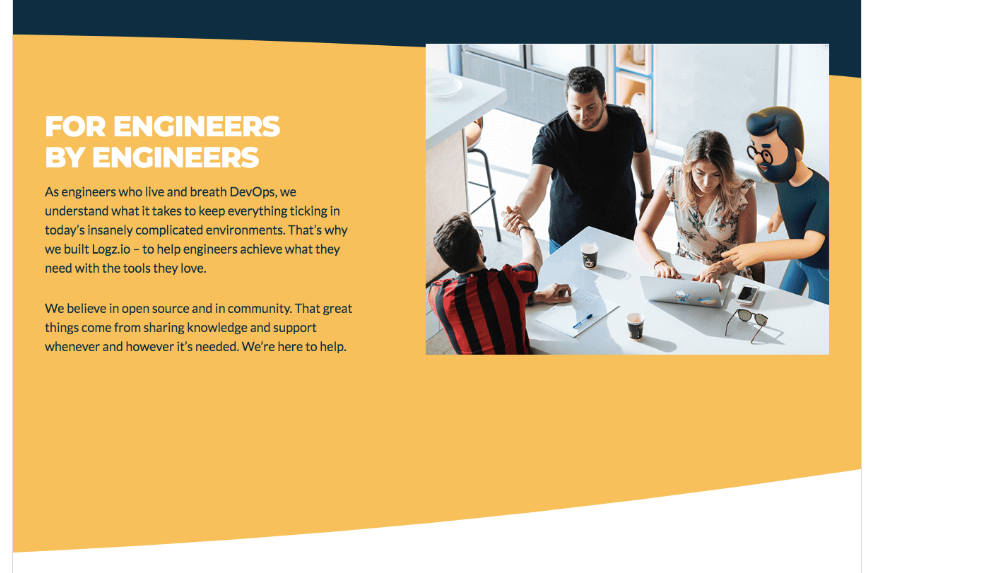 FOR ENGINEERS
BY ENGINEERS
As engineers who live and breath DevOps, we
understand what it takes to keep everything ticking in
today's insanely complicated environments. That's why
we built Logz.io – to help engineers achieve what they
need with the tools they love.
We believe in open source and in community. That great
things come from sharing knowledge and support
whenever and however it's needed. We're here to help.